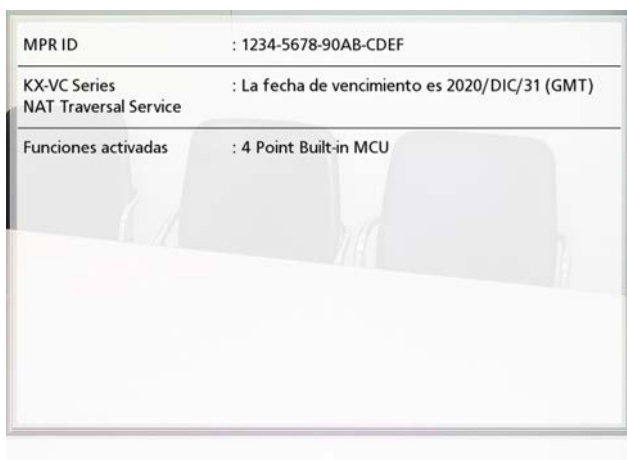 MPR ID : 1234-5678-90AB-CDEF
KX-VC Series : La fecha de vencimiento es 2020/DIC/31 (GMT)
NAT Traversal Service
Funciones activadas : 4 Point Built-in MCU